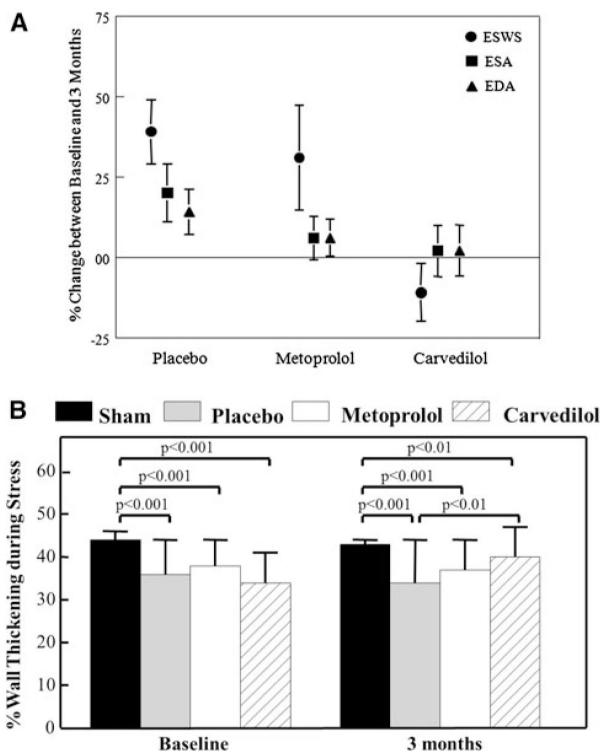 A
75
50
25
00
-25
% Change between Baseline and 3 Months
ESWS
ESA
EDA
Placebo Metoprolol Carvedilol
B
Sham Placebo Metoprolol Carvedilol
% Wall Thickening during Stress
60
50
40
30
20
10
0
p<0.001
p<0.001
p<0.001
p<0.01
p<0.001
p<0.001 p<0.01
Baseline 3 months